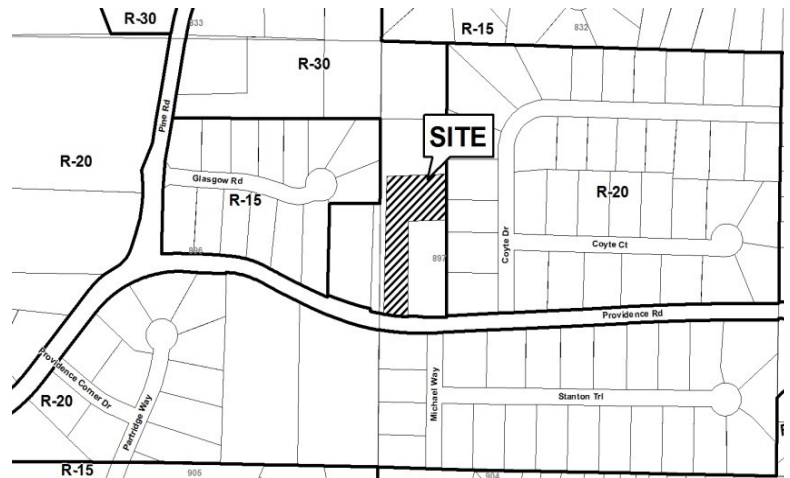 R-30
833
R-15
832
R-30
Pine Rd
SITE
R-20
Glasgow Rd
R-15
R-20
Coyte Dr
Coyte Ct
896
897
Providence Rd
Providence Corner Dr
Partridge Way
Michael Way
Stanton Trl
R-20
R-15
905
904